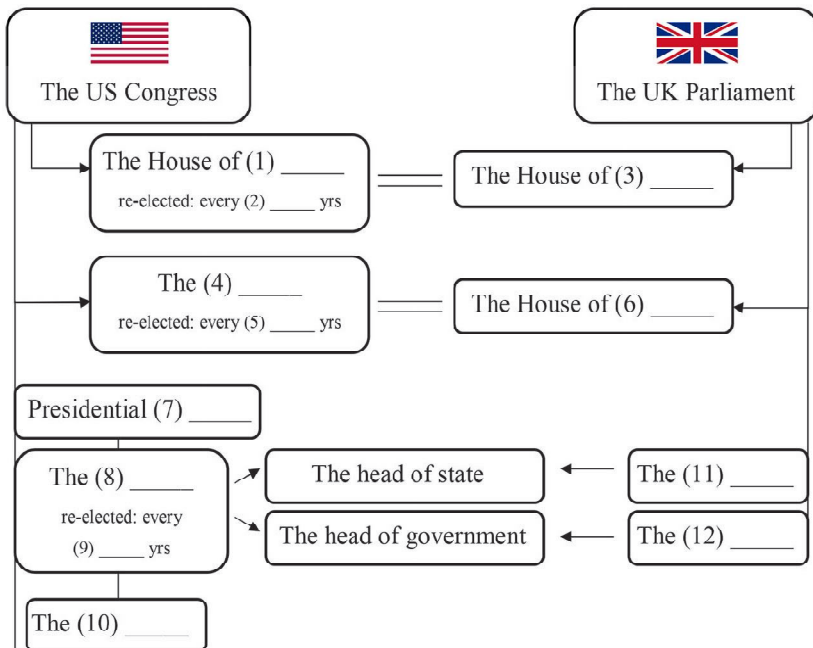 The US Congress
The UK Parliament
The House of (1) _____
re-elected: every (2) _____ yrs
The House of (3) _____
The (4) _____
re-elected: every (5) _____ yrs
The House of (6) _____
Presidential (7) _____
The (8) _____
re-elected: every
(9) _____ yrs
The head of state
The (11) _____
The head of government
The (12) _____
The (10) _____